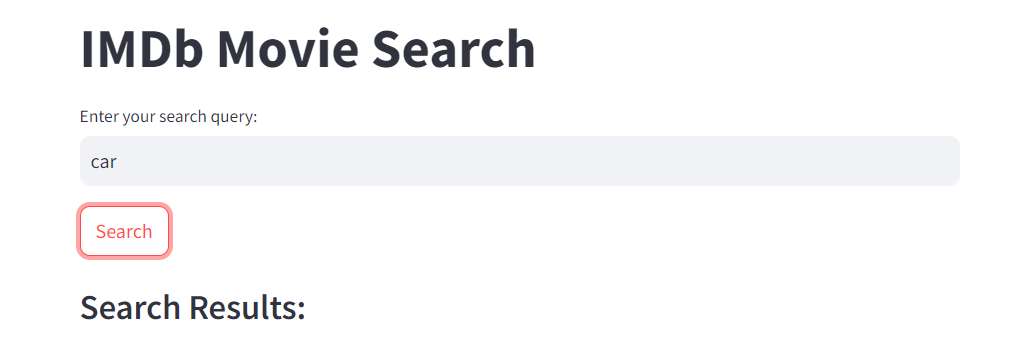 IMDb Movie Search
Enter your search query:
car
Search
Search Results: